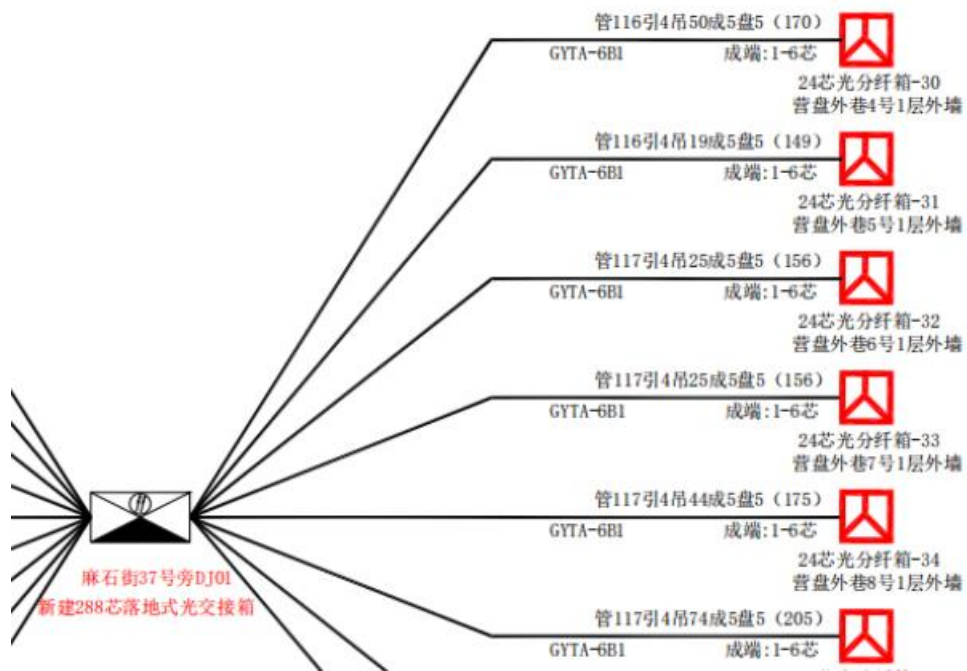 管116引4吊50成5盘5（170）
GYTA-6B1 成端:1-6芯
24芯光分纤箱-30
营盘外巷4号1层外墙
管116引4吊19成5盘5（149）
GYTA-6B1 成端:1-6芯
24芯光分纤箱-31
营盘外巷5号1层外墙
管117引4吊25成5盘5（156）
GYTA-6B1 成端:1-6芯
24芯光分纤箱-32
营盘外巷6号1层外墙
管117引4吊25成5盘5（156）
GYTA-6B1 成端:1-6芯
24芯光分纤箱-33
营盘外巷7号1层外墙
管117引4吊44成5盘5（175）
GYTA-6B1 成端:1-6芯
24芯光分纤箱-34
营盘外巷8号1层外墙
麻石街37号旁DJ01
新建288芯落地式光交接箱
管117引4吊74成5盘5（205）
GYTA-6B1 成端:1-6芯